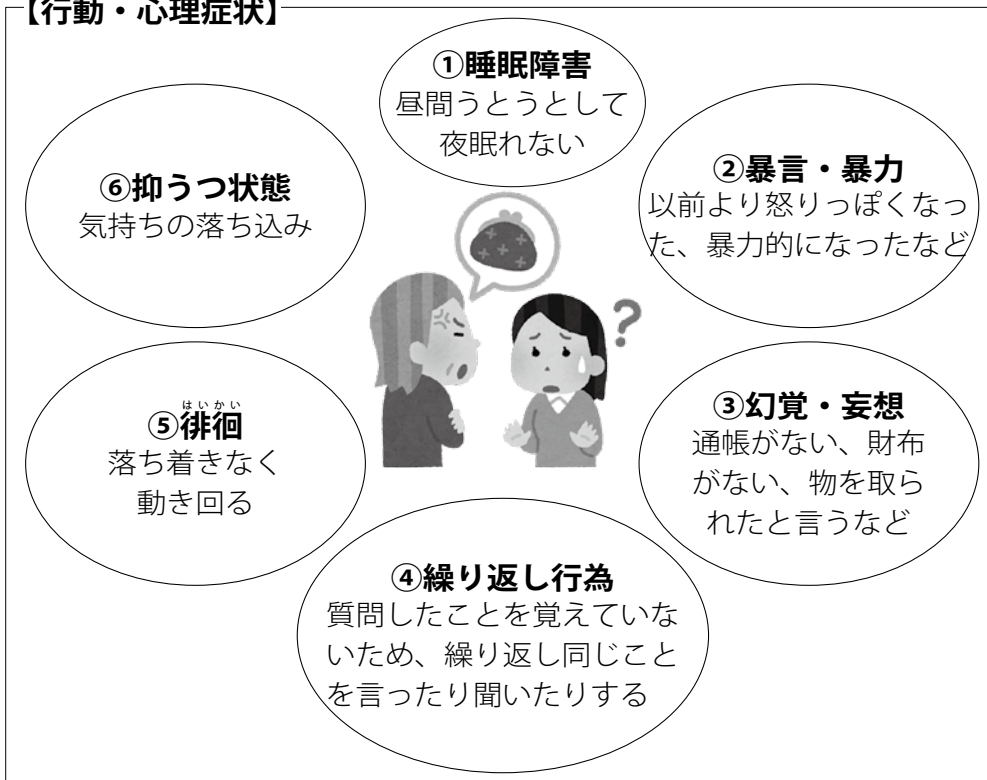 【行動・心理症状】
①睡眠障害
昼間うとうとして
夜眠れない
②暴言・暴力
以前より怒りっぽくなっ
た、暴力的になったなど
③幻覚・妄想
通帳がない、財布
がない、物を取ら
れたと言うなど
④繰り返し行為
質問したことを覚えていな
いため、繰り返し同じこと
を言ったり聞いたりする
はいかい
⑤徘徊
落ち着きなく
動き回る
⑥抑うつ状態
気持ちの落ち込み
?